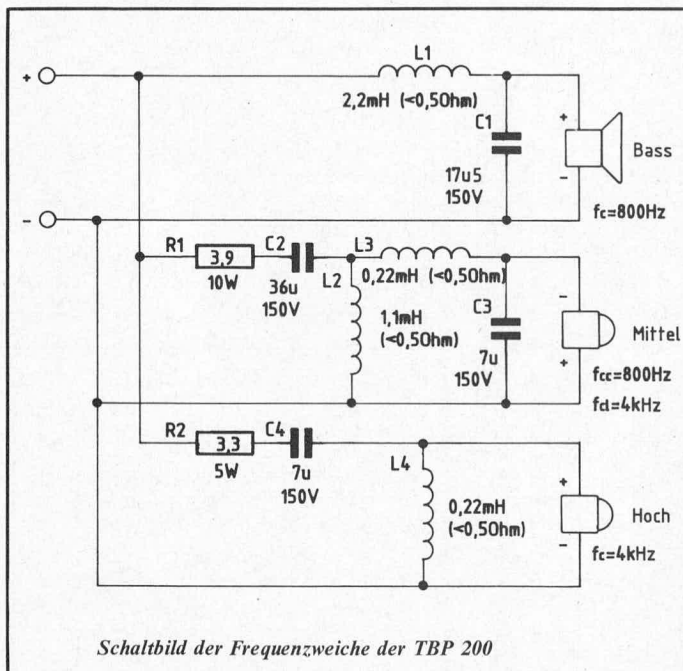 L1
+
2,2mH (<0,5Ohm)
C1
+
Bass
-
17u5
150V
fc=800Hz
-
R1
3,9
10W
C2
36u
150V
L3
0,22mH (<0,5Ohm)
L2
1,1mH
(<0,5Ohm)
C3
7u
150V
-
Mittel
+
fcc=800Hz
fcl=4kHz
R2
3,3
5W
C4
7u
150V
L4
0,22mH
(<0,5Ohm)
+
Hoch
-
fc=4kHz
Schaltbild der Frequenzweiche der TBP 200